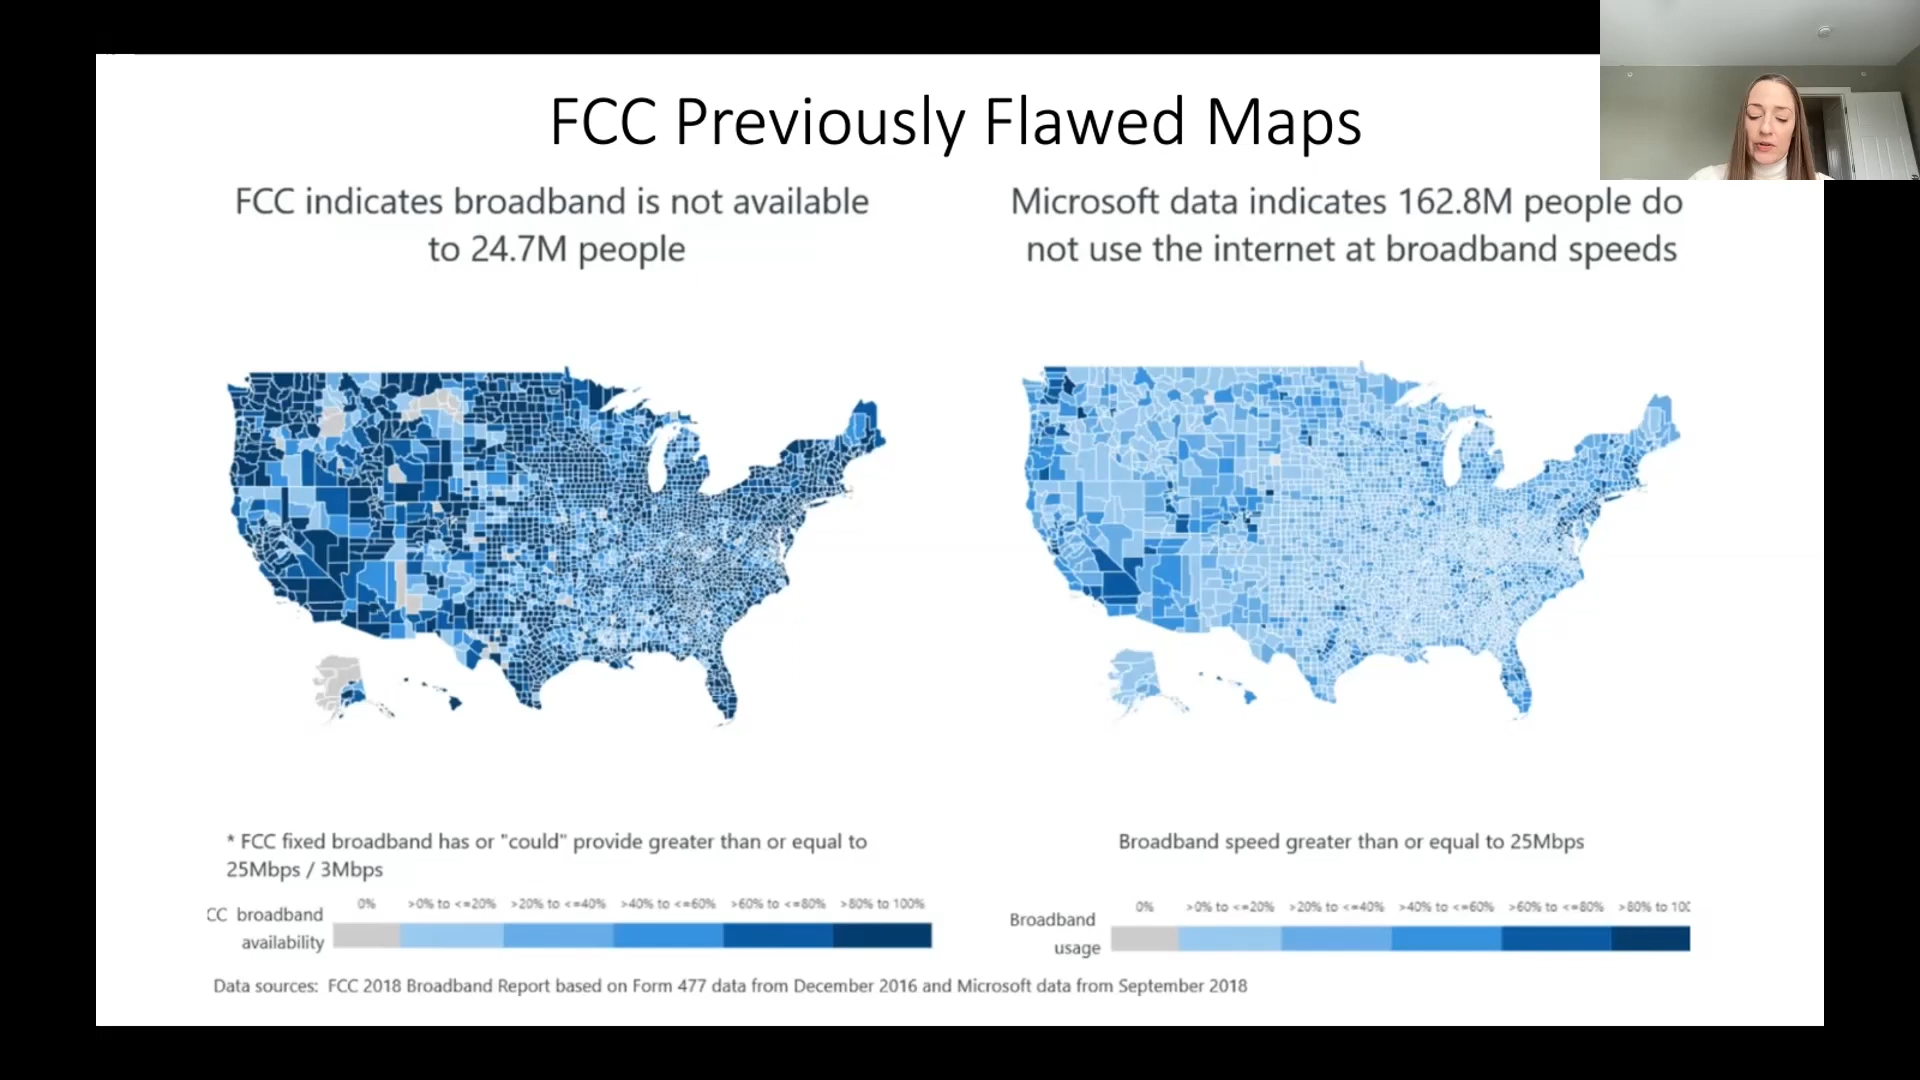 FCC Previously Flawed Maps
FCC indicates broadband is not available
to 24.7M people
Microsoft data indicates 162.8M people do
not use the internet at broadband speeds
* FCC fixed broadband has or "could" provide greater than or equal to
25Mbps / 3Mbps
0% >0% to <=20% >20% to <=40% >40% to <=60% >60% to <=80% >80% to 100%
CC broadband
availability
Broadband speed greater than or equal to 25Mbps
0% >0% to <=20% >20% to <=40% >40% to <=60% >60% to <=80% >80% to 100
Broadband
usage
Data sources: FCC 2018 Broadband Report based on Form 477 data from December 2016 and Microsoft data from September 2018